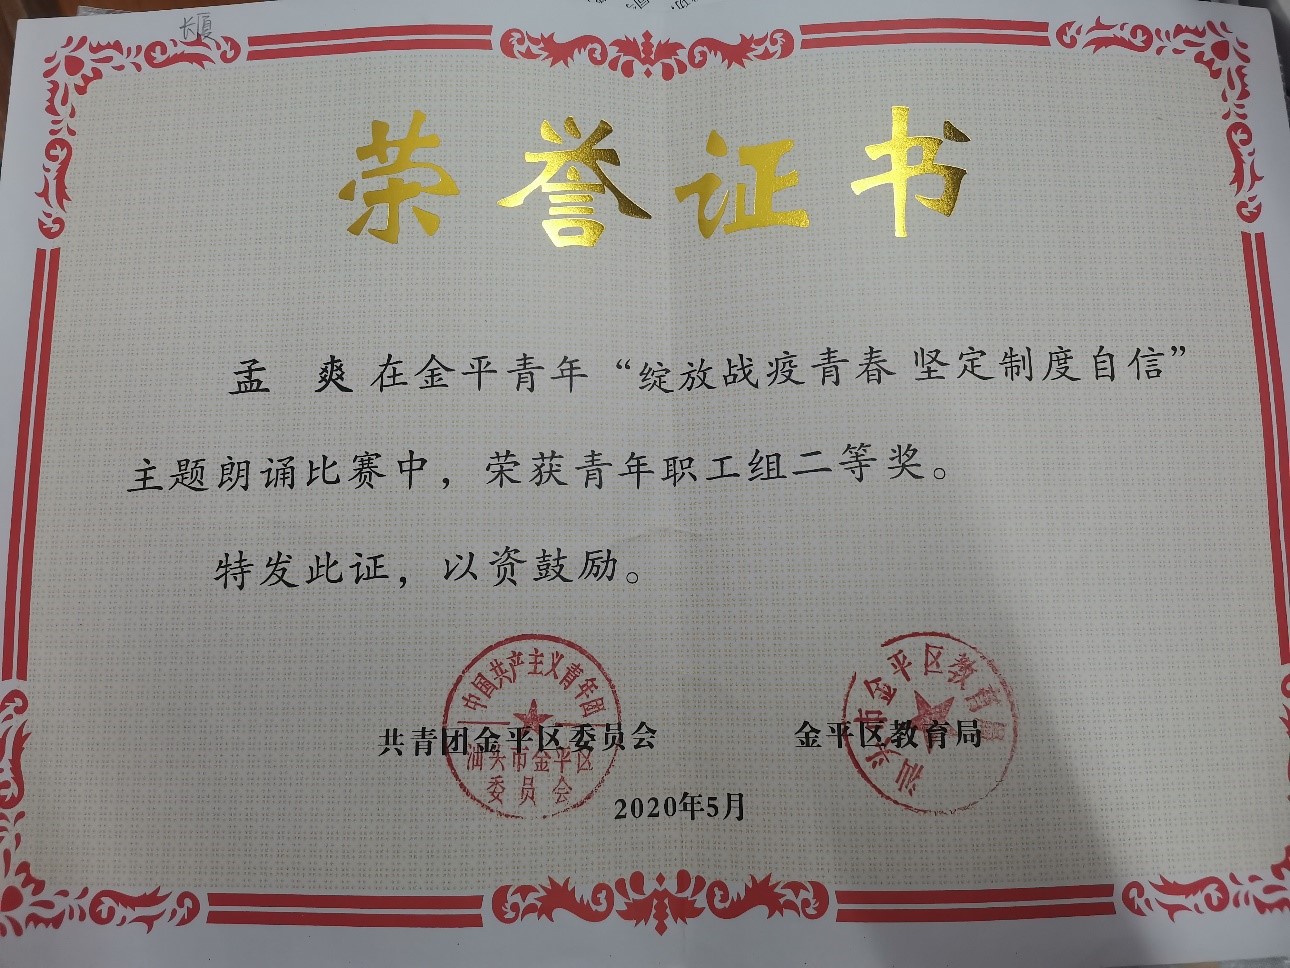 长厦
荣誉证书
孟 爽在金平青年“绽放战疫青春 坚定制度自信”
主题朗诵比赛中，荣获青年职工组二等奖。
特发此证，以资鼓励。
中国共产主义青年团
汕头市金平区
委员会
汕头市金平区教育局
共青团金平区委员会 金平区教育局
2020年5月